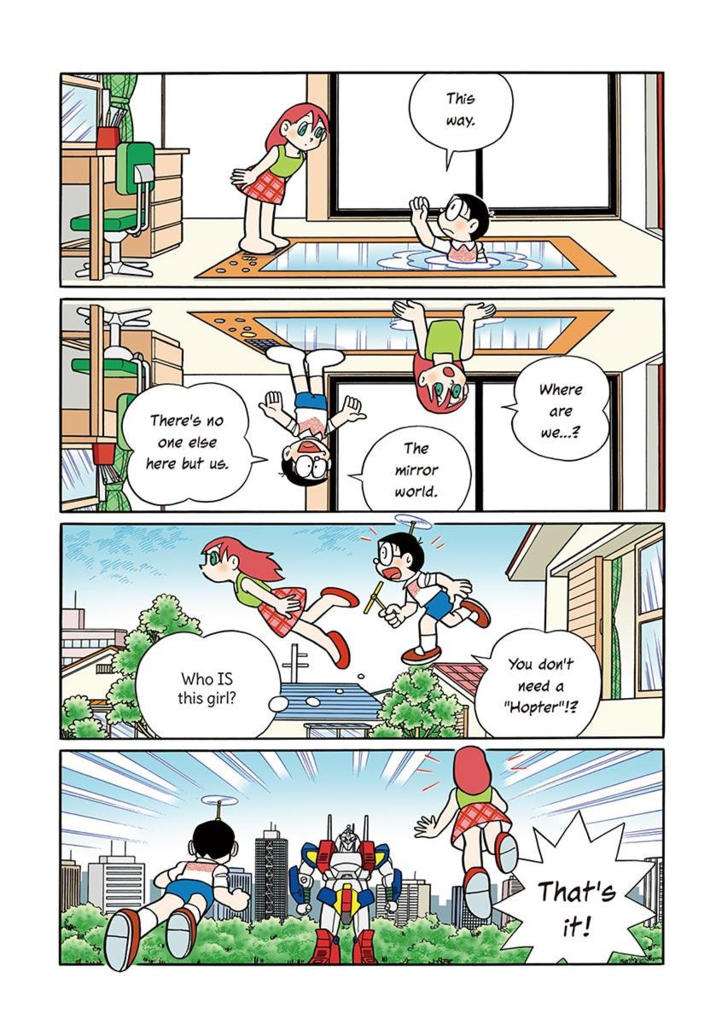 This
way.
Where
are
we...?
The
mirror
world.
There's no
one else
here but us.
You don't
need a
"Hopter"!?
Who IS
this girl?
That's
it!